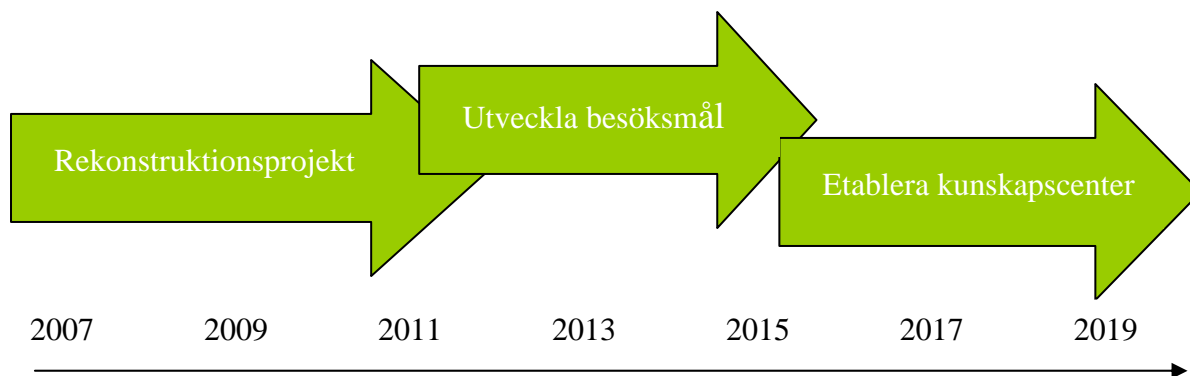 Rekonstruktionsprojekt
Utveckla besöksmål
Etablera kunskapscenter
2007 2009 2011 2013 2015 2017 2019